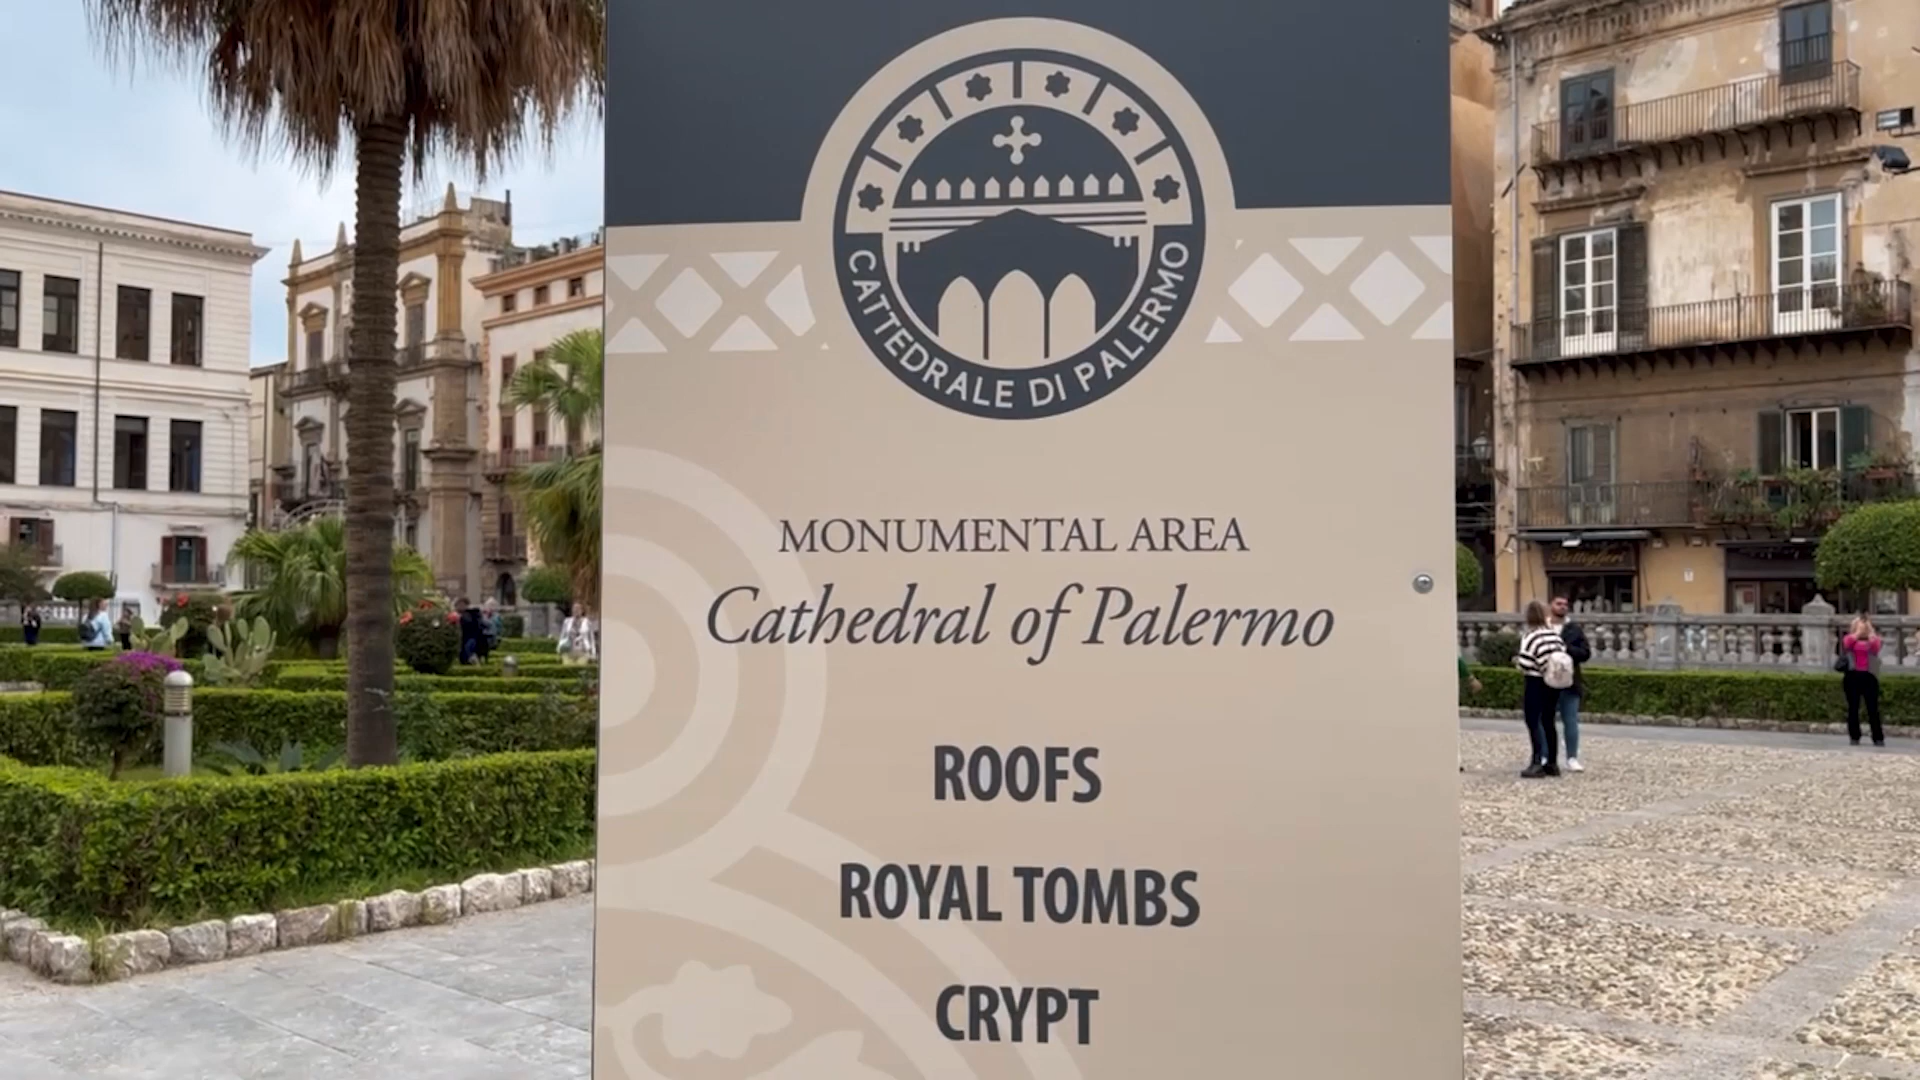 CATTEDRALE DI PALERMO
MONUMENTAL AREA
Cathedral of Palermo
ROOFS
ROYAL TOMBS
CRYPT